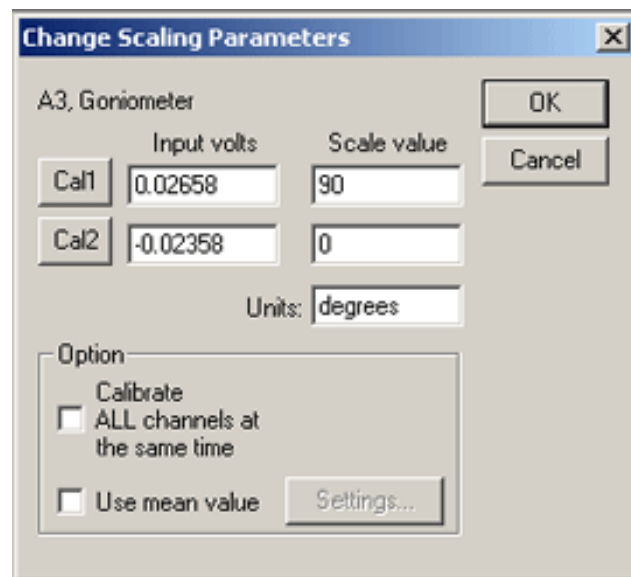 Change Scaling Parameters
A3, Goniometer
OK
Input volts Scale value
Cancel
Cal1 0.02658 90
Cal2 -0.02358 0
Units: degrees
Option
Calibrate
ALL channels at
the same time
Use mean value Settings...